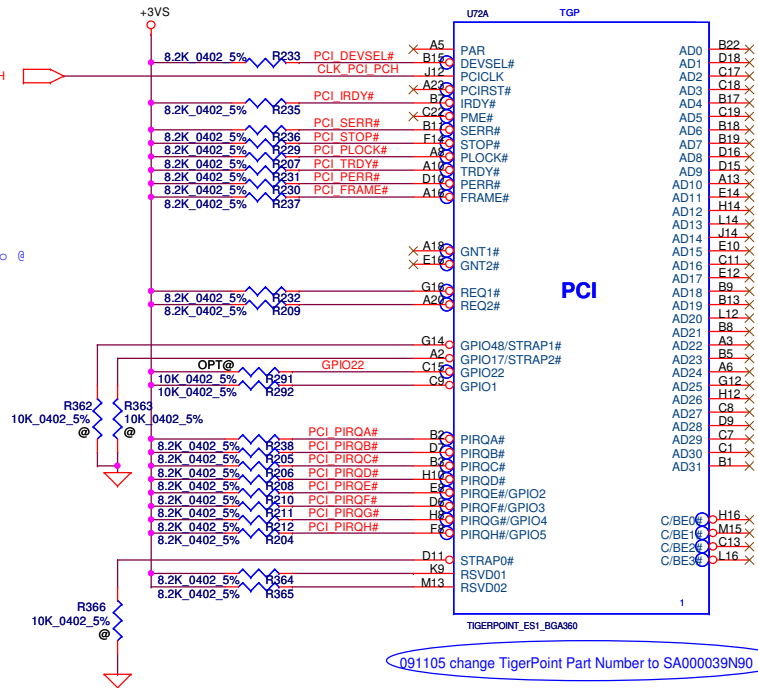 +3VS
U72A
TGP
8.2K_0402_5%
R233
PCI_DEVSEL#
A5
PAR
AD0
B22
B15
DEVSEL#
AD1
D18
H
CLK_PCI_PCH
J12
PCICLK
AD2
C17
A23
PCIRST#
AD3
C18
8.2K_0402_5%
R235
PCI_IRDY#
B7
IRDY#
AD4
B17
C22
PME#
AD5
C19
8.2K_0402_5%
R236
PCI_SERR#
B11
SERR#
AD6
B18
8.2K_0402_5%
R229
PCI_STOP#
F14
STOP#
AD7
B19
8.2K_0402_5%
R207
PCI_PLOCK#
A8
PLOCK#
AD8
D16
8.2K_0402_5%
R231
PCI_TRDY#
A10
TRDY#
AD9
D15
8.2K_0402_5%
R230
PCI_PERR#
D10
PERR#
AD10
A13
8.2K_0402_5%
R237
PCI_FRAME#
A16
FRAME#
AD11
E14
AD12
H14
AD13
L14
AD14
J14
o @
A18
GNT1#
AD15
E10
E16
GNT2#
AD16
C11
AD17
E12
8.2K_0402_5%
R232
G16
REQ1#
PCI
AD18
B9
8.2K_0402_5%
R209
A20
REQ2#
AD19
B13
AD20
L12
AD21
B8
G14
GPIO48/STRAP1#
AD22
A3
A2
GPIO17/STRAP2#
AD23
B5
OPT@
GPIO22
C15
GPIO22
AD24
A6
10K_0402_5%
R291
C9
GPIO1
AD25
G12
10K_0402_5%
R292
AD26
H12
R362
10K_0402_5%
@
R363
10K_0402_5%
@
AD27
C8
AD28
D9
8.2K_0402_5%
R238
PCI_PIRQA#
B2
PIRQA#
AD29
C7
8.2K_0402_5%
R205
PCI_PIRQB#
D7
PIRQB#
AD30
C1
8.2K_0402_5%
R206
PCI_PIRQC#
B3
PIRQC#
AD31
B1
8.2K_0402_5%
R208
PCI_PIRQD#
H10
PIRQD#
8.2K_0402_5%
R210
PCI_PIRQE#
E8
PIRQE#/GPIO2
8.2K_0402_5%
R211
PCI_PIRQF#
D6
PIRQF#/GPIO3
8.2K_0402_5%
R212
PCI_PIRQG#
H8
PIRQG#/GPIO4
C/BE0#
H16
8.2K_0402_5%
R204
PCI_PIRQH#
F8
PIRQH#/GPIO5
C/BE1#
M15
C/BE2#
C13
D11
STRAP0#
C/BE3#
L16
8.2K_0402_5%
R364
K9
RSVD01
8.2K_0402_5%
R365
M13
RSVD02
R366
10K_0402_5%
@
1
TIGERPOINT_ES1_BGA360
091105 change TigerPoint Part Number to SA000039N90